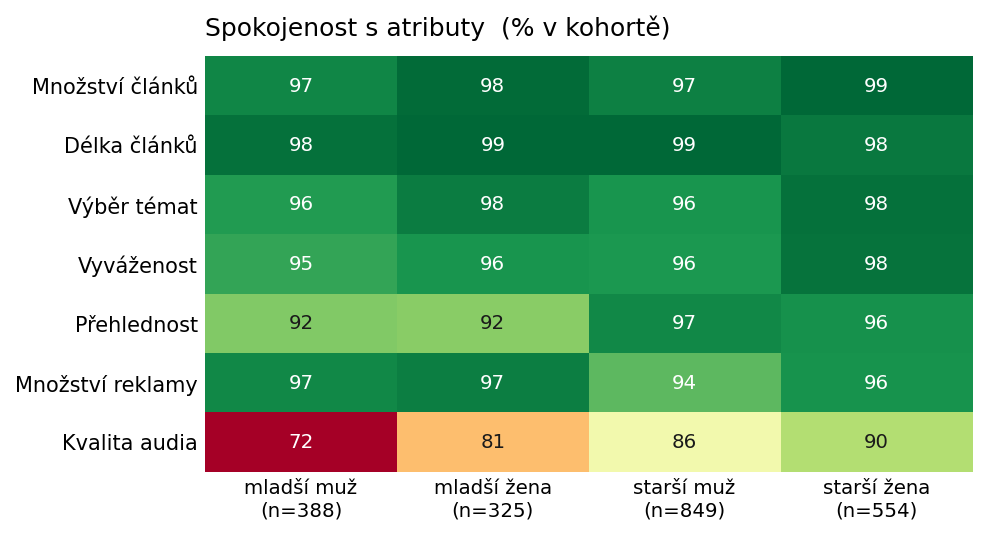 Spokojenost s atributy (% v kohortě)
Množství článků 97 98 97 99
Délka článků 98 99 99 98
Výběr témat 96 98 96 98
Vyváženost 95 96 96 98
Přehlednost 92 92 97 96
Množství reklamy 97 97 94 96
Kvalita audia 72 81 86 90
mladší muž mladší žena starší muž starší žena
(n=388) (n=325) (n=849) (n=554)